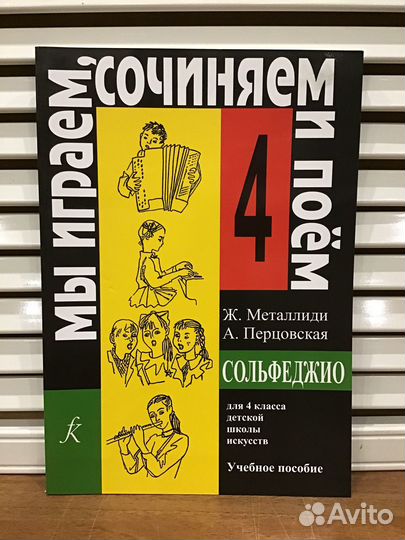 Мы играем, сочиняем и поём
4
Ж. Металлиди
А. Перцовская
СОЛЬФЕДЖИО
для 4 класса
детской
школы
искусств
Учебное пособие
Avito